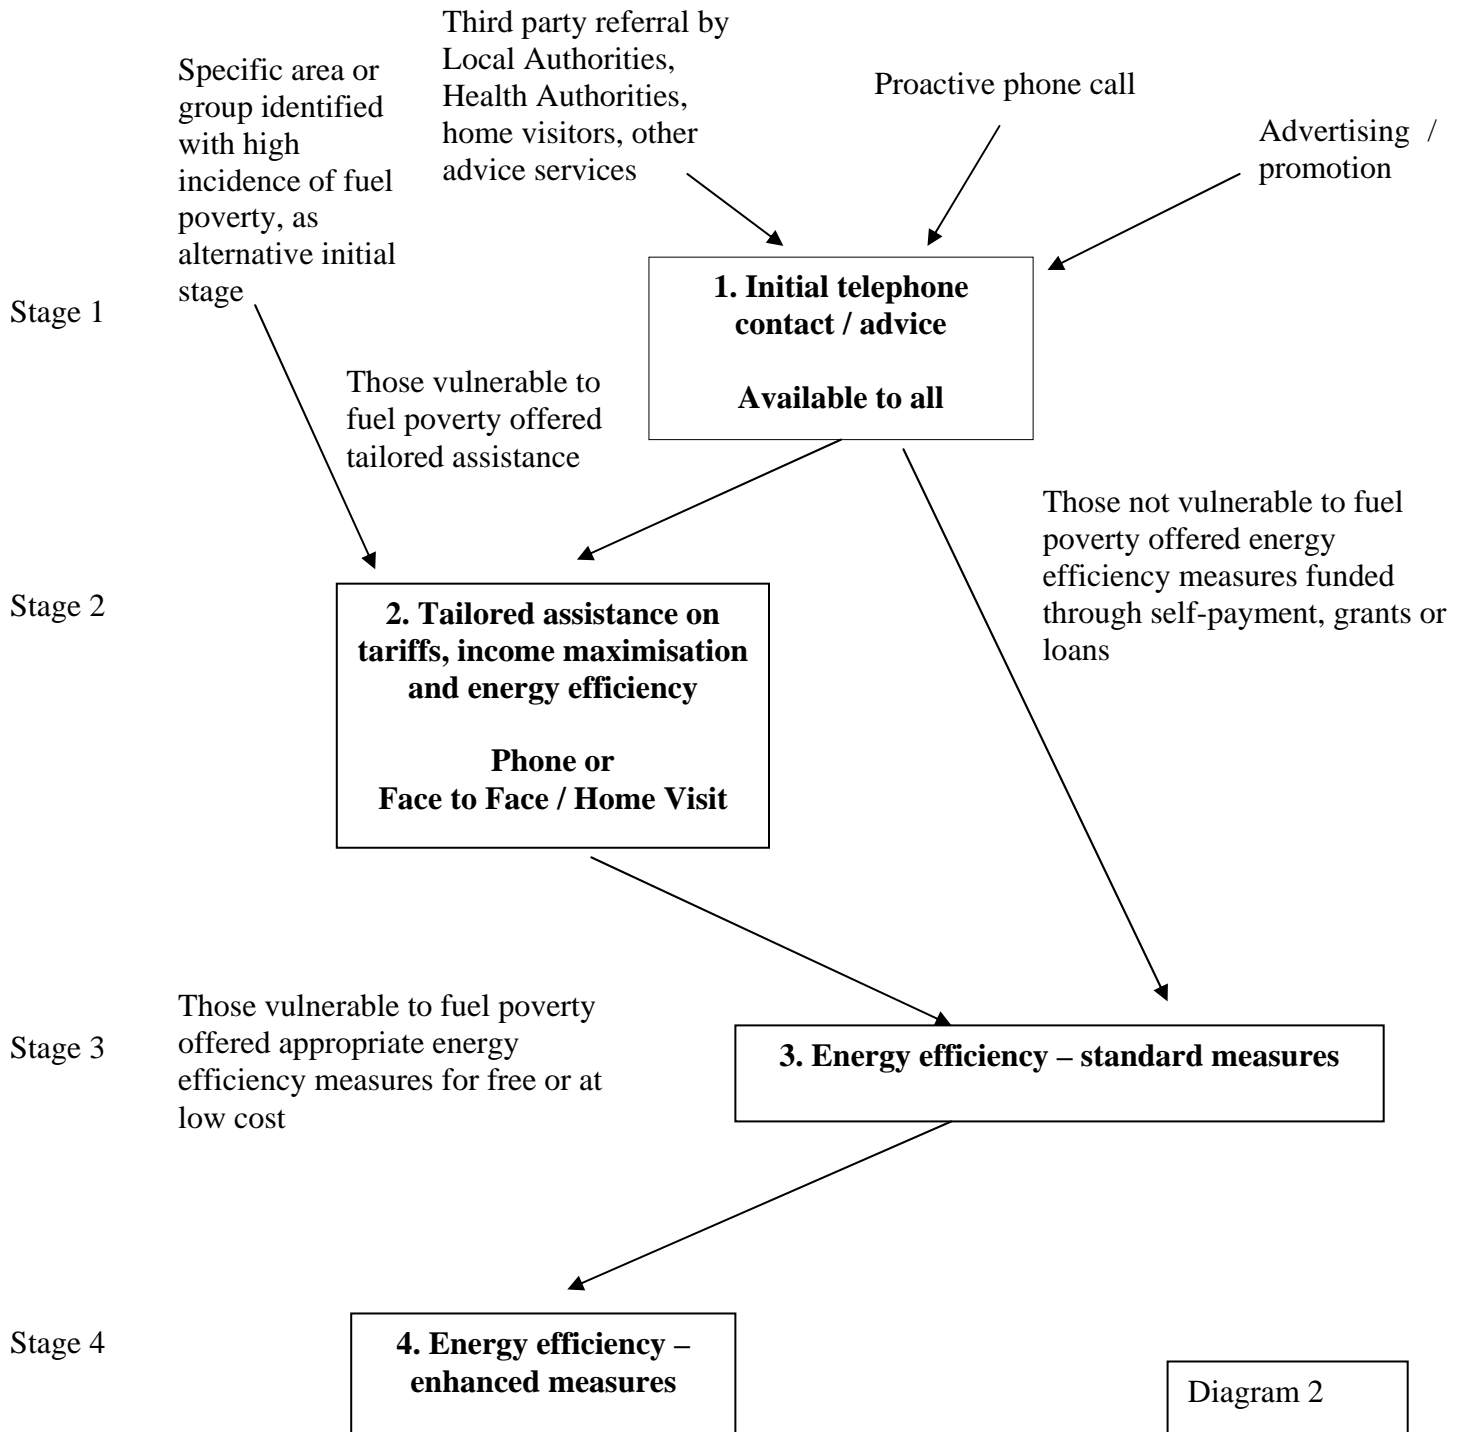 Third party referral by
Local Authorities,
Health Authorities,
home visitors, other
advice services
Specific area or
group identified
with high
incidence of fuel
poverty, as
alternative initial
stage
Proactive phone call
Advertising /
promotion
Stage 1
1. Initial telephone
contact / advice
Available to all
Those vulnerable to
fuel poverty offered
tailored assistance
Those not vulnerable to fuel
poverty offered energy
efficiency measures funded
through self-payment, grants or
loans
Stage 2
2. Tailored assistance on
tariffs, income maximisation
and energy efficiency
Phone or
Face to Face / Home Visit
Stage 3
Those vulnerable to fuel poverty
offered appropriate energy
efficiency measures for free or at
low cost
3. Energy efficiency – standard measures
Stage 4
4. Energy efficiency –
enhanced measures
Diagram 2